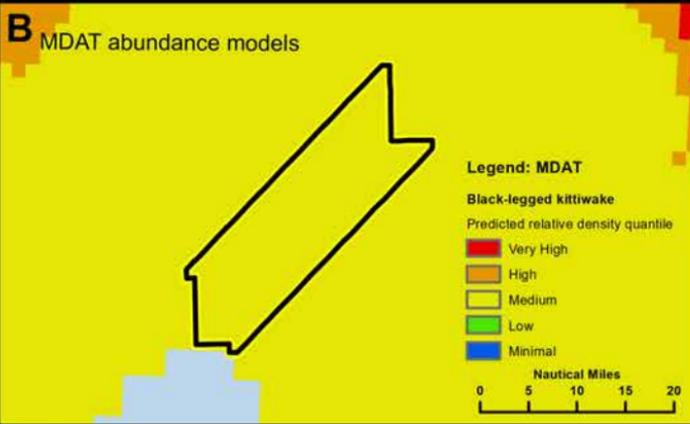 B MDAT abundance models
Legend: MDAT
Black-legged kittiwake
Predicted relative density quantile
Very High
High
Medium
Low
Minimal
Nautical Miles
0 5 10 15 20